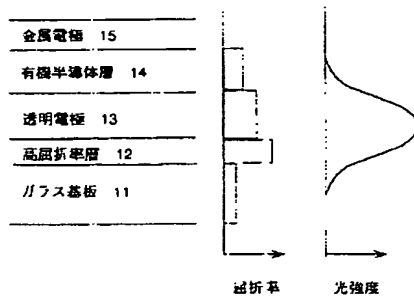 金属電極 15
有機半導体層 14
透明電極 13
高屈折率層 12
ガラス基板 11
屈折率
光強度